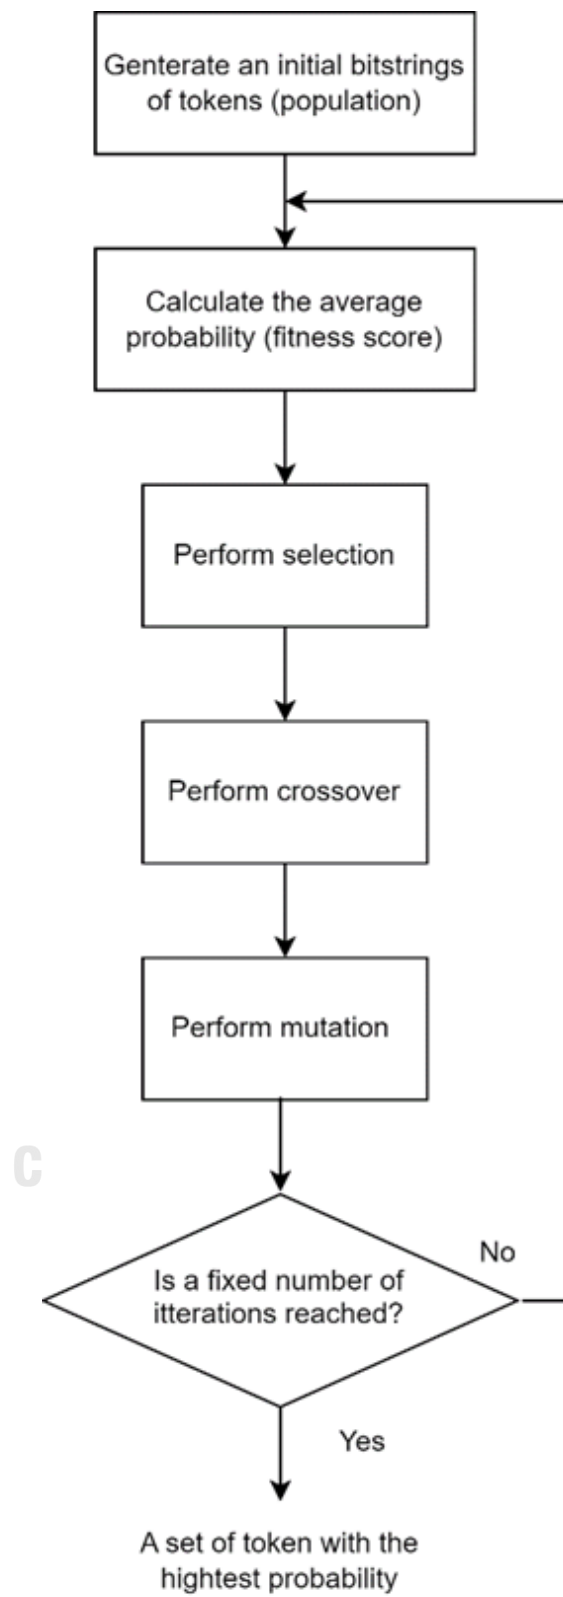 Genterate an initial bitstrings
of tokens (population)
Calculate the average
probability (fitness score)
Perform selection
Perform crossover
Perform mutation
C
Is a fixed number of
itterations reached?
No
Yes
A set of token with the
highest probability